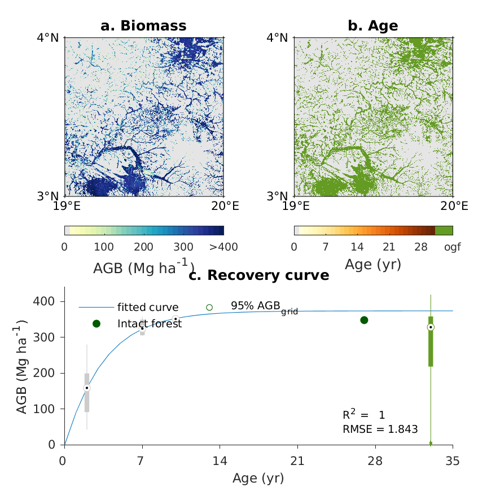 a. Biomass
b. Age
4°N
3°N
19°E
20°E
4°N
3°N
19°E
20°E
0 100 200 300 >400
AGB (Mg ha-1)
0 7 14 21 28 ogf
Age (yr)
c. Recovery curve
AGB (Mg ha-1)
400
300
200
100
0
fitted curve
Intact forest
95% AGBgrid
R2 = 1
RMSE = 1.843
0 7 14 21 28 35
Age (yr)